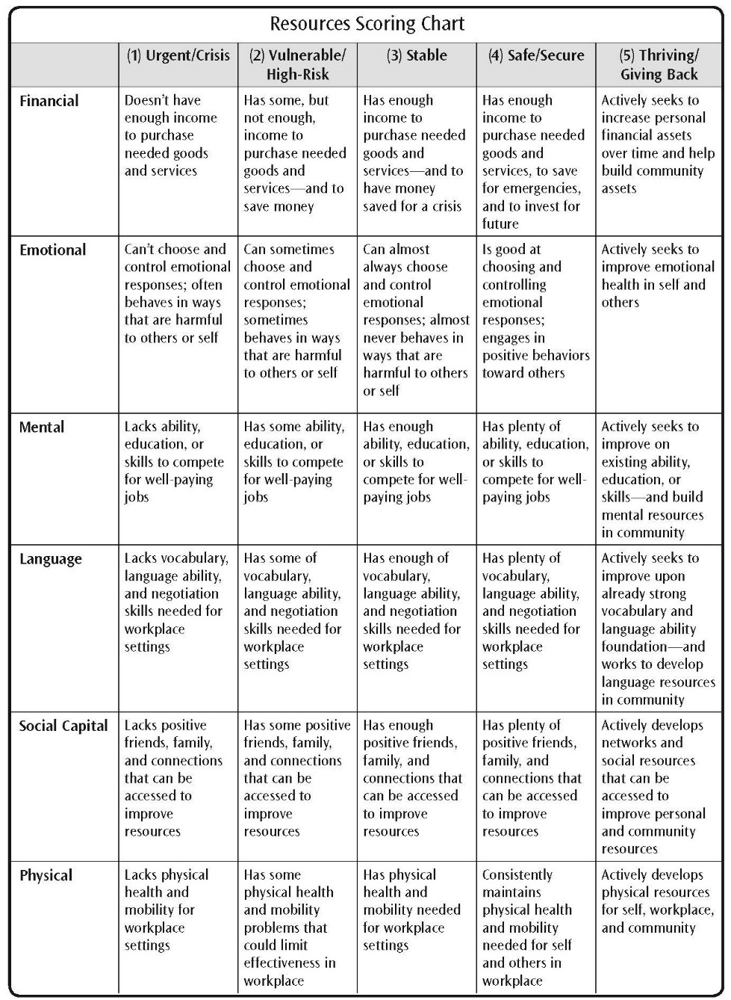 Resources Scoring Chart
(1) Urgent/Crisis
(2) Vulnerable/
High-Risk
(3) Stable
(4) Safe/Secure
(5) Thriving/
Giving Back
Financial
Doesn't have
enough income
to purchase
needed goods
and services
Has some, but
not enough,
income to
purchase needed
goods and
services—and to
save money
Has enough
income to
purchase needed
goods and
services—and to
have money
saved for a crisis
Has enough
income to
purchase needed
goods and
services, to save
for emergencies,
and to invest for
future
Actively seeks to
increase personal
financial assets
over time and help
build community
assets
Emotional
Can't choose and
control emotional
responses; often
behaves in ways
that are harmful
to others or self
Can sometimes
choose and
control emotional
responses;
sometimes
behaves in ways
that are harmful
to others or self
Can almost
always choose
and control
emotional
responses; almost
never behaves in
ways that are
harmful to others
or self
Is good at
choosing and
controlling
emotional
responses;
engages in
positive behaviors
toward others
Actively seeks to
improve emotional
health in self and
others
Mental
Lacks ability,
education, or
skills to compete
for well-paying
jobs
Has some ability,
education, or
skills to compete
for well-paying
jobs
Has enough
ability, education,
or skills to
compete for well-
paying jobs
Has plenty of
ability, education,
or skills to
compete for well-
paying jobs
Actively seeks to
improve on
existing ability,
education, or
skills—and build
mental resources
in community
Language
Lacks vocabulary,
language ability,
and negotiation
skills needed for
workplace
settings
Has some of
vocabulary,
language ability,
and negotiation
skills needed for
workplace
settings
Has enough of
vocabulary,
language ability,
and negotiation
skills needed for
workplace
settings
Has plenty of
vocabulary,
language ability,
and negotiation
skills needed for
workplace
settings
Actively seeks to
improve upon
already strong
vocabulary and
language ability
foundation—and
works to develop
language resources
in community
Social Capital
Lacks positive
friends, family,
and connections
that can be
accessed to
improve
resources
Has some positive
friends, family,
and connections
that can be
accessed to
improve
resources
Has enough
positive friends,
family, and
connections that
can be accessed
to improve
resources
Has plenty of
positive friends,
family, and
connections that
can be accessed
to improve
resources
Actively develops
networks and
social resources
that can be
accessed to
improve personal
and community
resources
Physical
Lacks physical
health and
mobility for
workplace
settings
Has some
physical health
and mobility
problems that
could limit
effectiveness in
workplace
Has physical
health and
mobility needed
for workplace
settings
Consistently
maintains
physical health
and mobility
needed for self
and others in
workplace
Actively develops
physical resources
for self, workplace,
and community